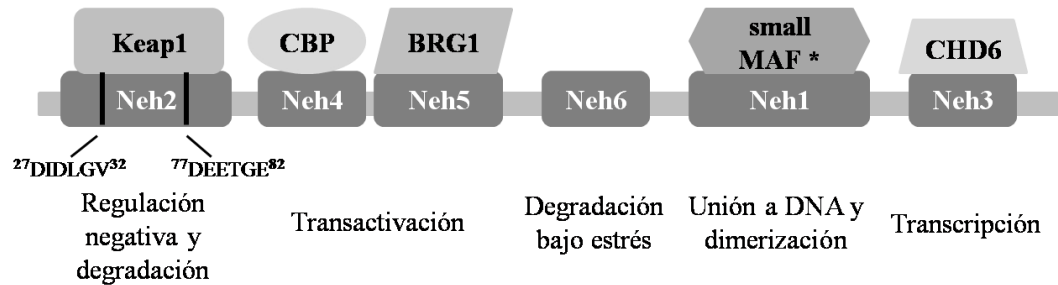 Keap1
CBP
BRG1
small
MAF *
CHD6
Neh2
Neh4
Neh5
Neh6
Neh1
Neh3
²⁷DIDLGV³²
⁷⁷DEETGE⁸²
Regulación
negativa y
degradación
Transactivación
Degradación
bajo estrés
Unión a DNA y
dimerización
Transcripción